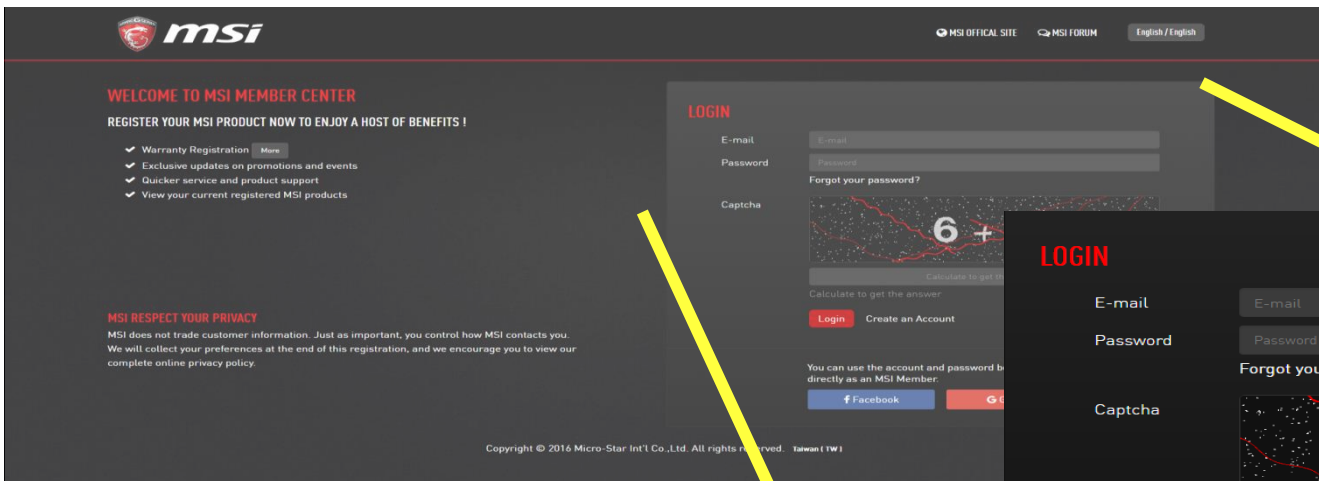 msi
MSI OFFICAL SITE
MSI FORUM
English / English
WELCOME TO MSI MEMBER CENTER
REGISTER YOUR MSI PRODUCT NOW TO ENJOY A HOST OF BENEFITS !
Warranty Registration More
Exclusive updates on promotions and events
Quicker service and product support
View your current registered MSI products
MSI RESPECT YOUR PRIVACY
MSI does not trade customer information. Just as important, you control how MSI contacts you.
We will collect your preferences at the end of this registration, and we encourage you to view our
complete online privacy policy.
LOGIN
E-mail E-mail
Password Password
Forgot your password?
Captcha
6 +
Calculate to get th
Calculate to get the answer
Login Create an Account
You can use the account and password b
directly as an MSI Member.
Facebook
G
LOGIN
E-mail E-mail
Password Password
Forgot you
Captcha
Copyright © 2016 Micro-Star Int'l Co.,Ltd. All rights reserved. Taiwan ( TW )